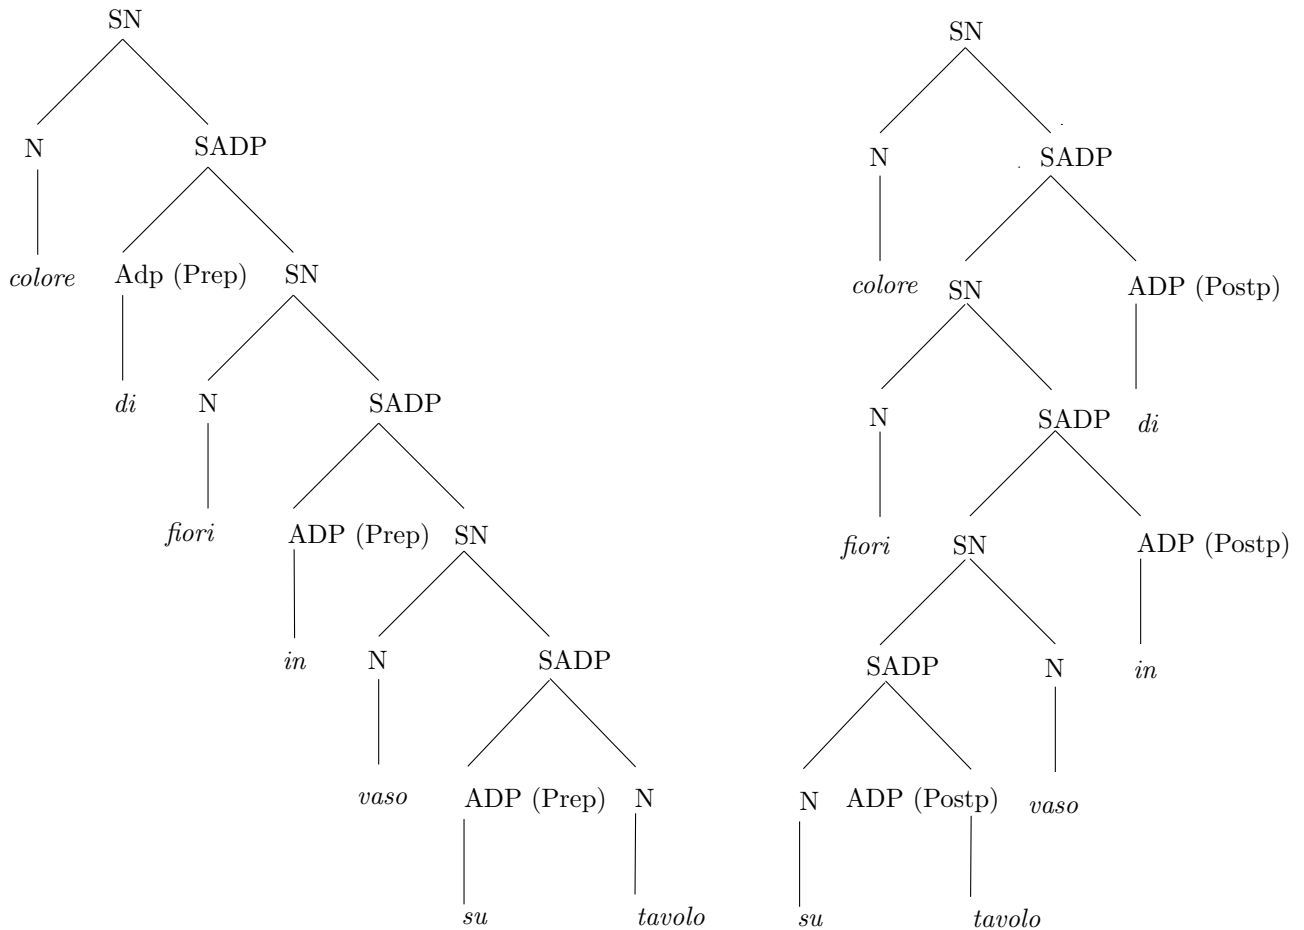 SN
N SADP
colore Adp (Prep) SN
di N SADP
fiori ADP (Prep) SN
in N SADP
vaso ADP (Prep) N
su tavolo
SN
N SADP
colore SN ADP (Postp)
N SADP di
fiori SN ADP (Postp)
SADP N in
N ADP (Postp) vaso
su tavolo